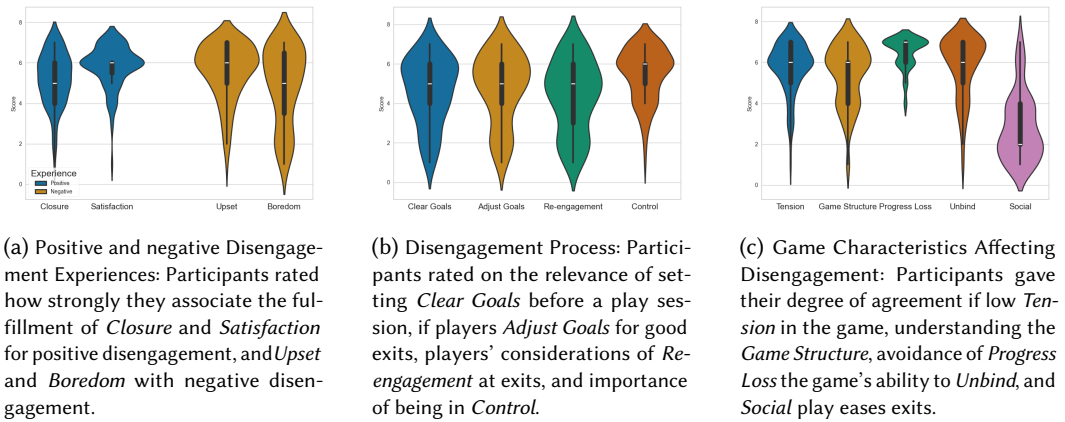 8
6
4
2
0
Score
Experience
Positive
Negative
Closure Satisfaction Upset Boredom
8
6
4
2
0
Score
Clear Goals Adjust Goals Re-engagement Control
8
6
4
2
0
Score
Tension Game Structure Progress Loss Unbind Social
(a) Positive and negative Disengage-
ment Experiences: Participants rated
how strongly they associate the ful-
fillment of Closure and Satisfaction
for positive disengagement, and Upset
and Boredom with negative disen-
gagement.
(b) Disengagement Process: Partici-
pants rated on the relevance of set-
ting Clear Goals before a play ses-
sion, if players Adjust Goals for good
exits, players' considerations of Re-
engagement at exits, and importance
of being in Control.
(c) Game Characteristics Affecting
Disengagement: Participants gave
their degree of agreement if low Ten-
sion in the game, understanding the
Game Structure, avoidance of Progress
Loss the game's ability to Unbind, and
Social play eases exits.